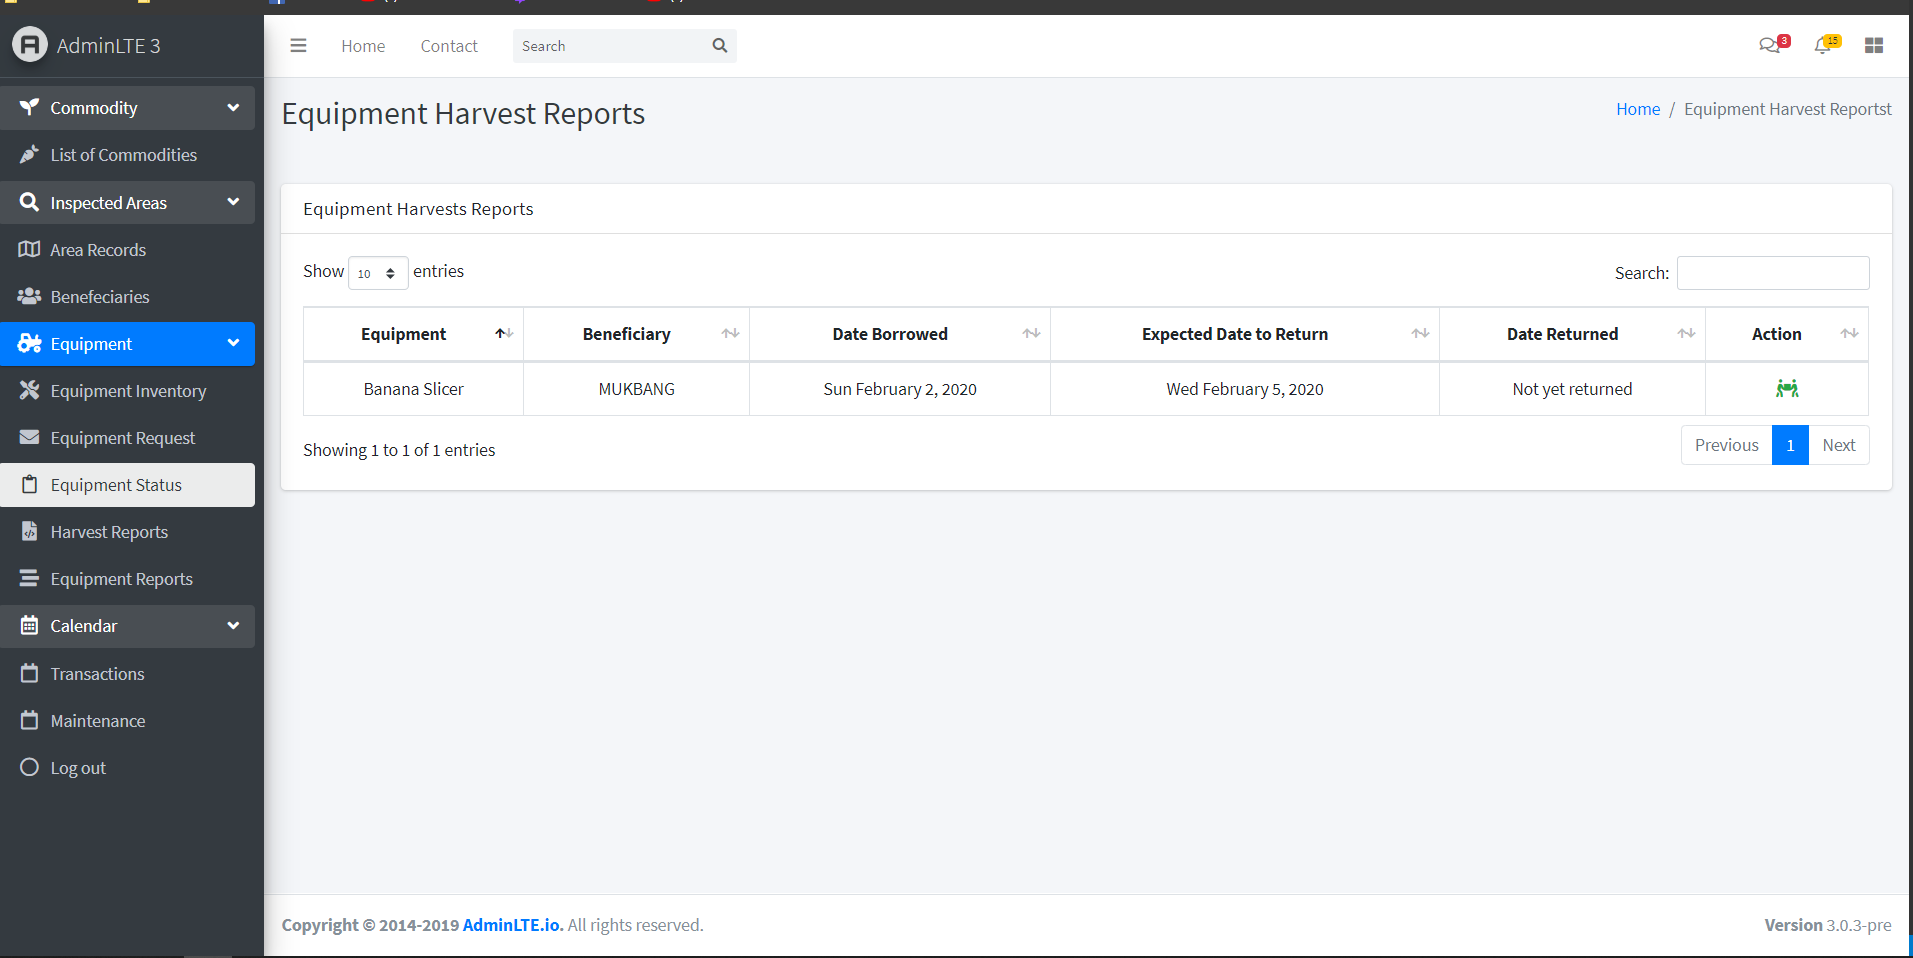 AdminLTE 3
Home Contact Search 3 15
Commodity
List of Commodities
Inspected Areas
Area Records
Benefeciaries
Equipment
Equipment Inventory
Equipment Request
Equipment Status
Harvest Reports
Equipment Reports
Calendar
Transactions
Maintenance
Log out
Equipment Harvest Reports
Home / Equipment Harvest Reportst
Equipment Harvests Reports
Show 10 entries Search:
Equipment Beneficiary Date Borrowed Expected Date to Return Date Returned Action
Banana Slicer MUKBANG Sun February 2, 2020 Wed February 5, 2020 Not yet returned
Showing 1 to 1 of 1 entries
Previous 1 Next
Copyright © 2014-2019 AdminLTE.io. All rights reserved.
Version 3.0.3-pre